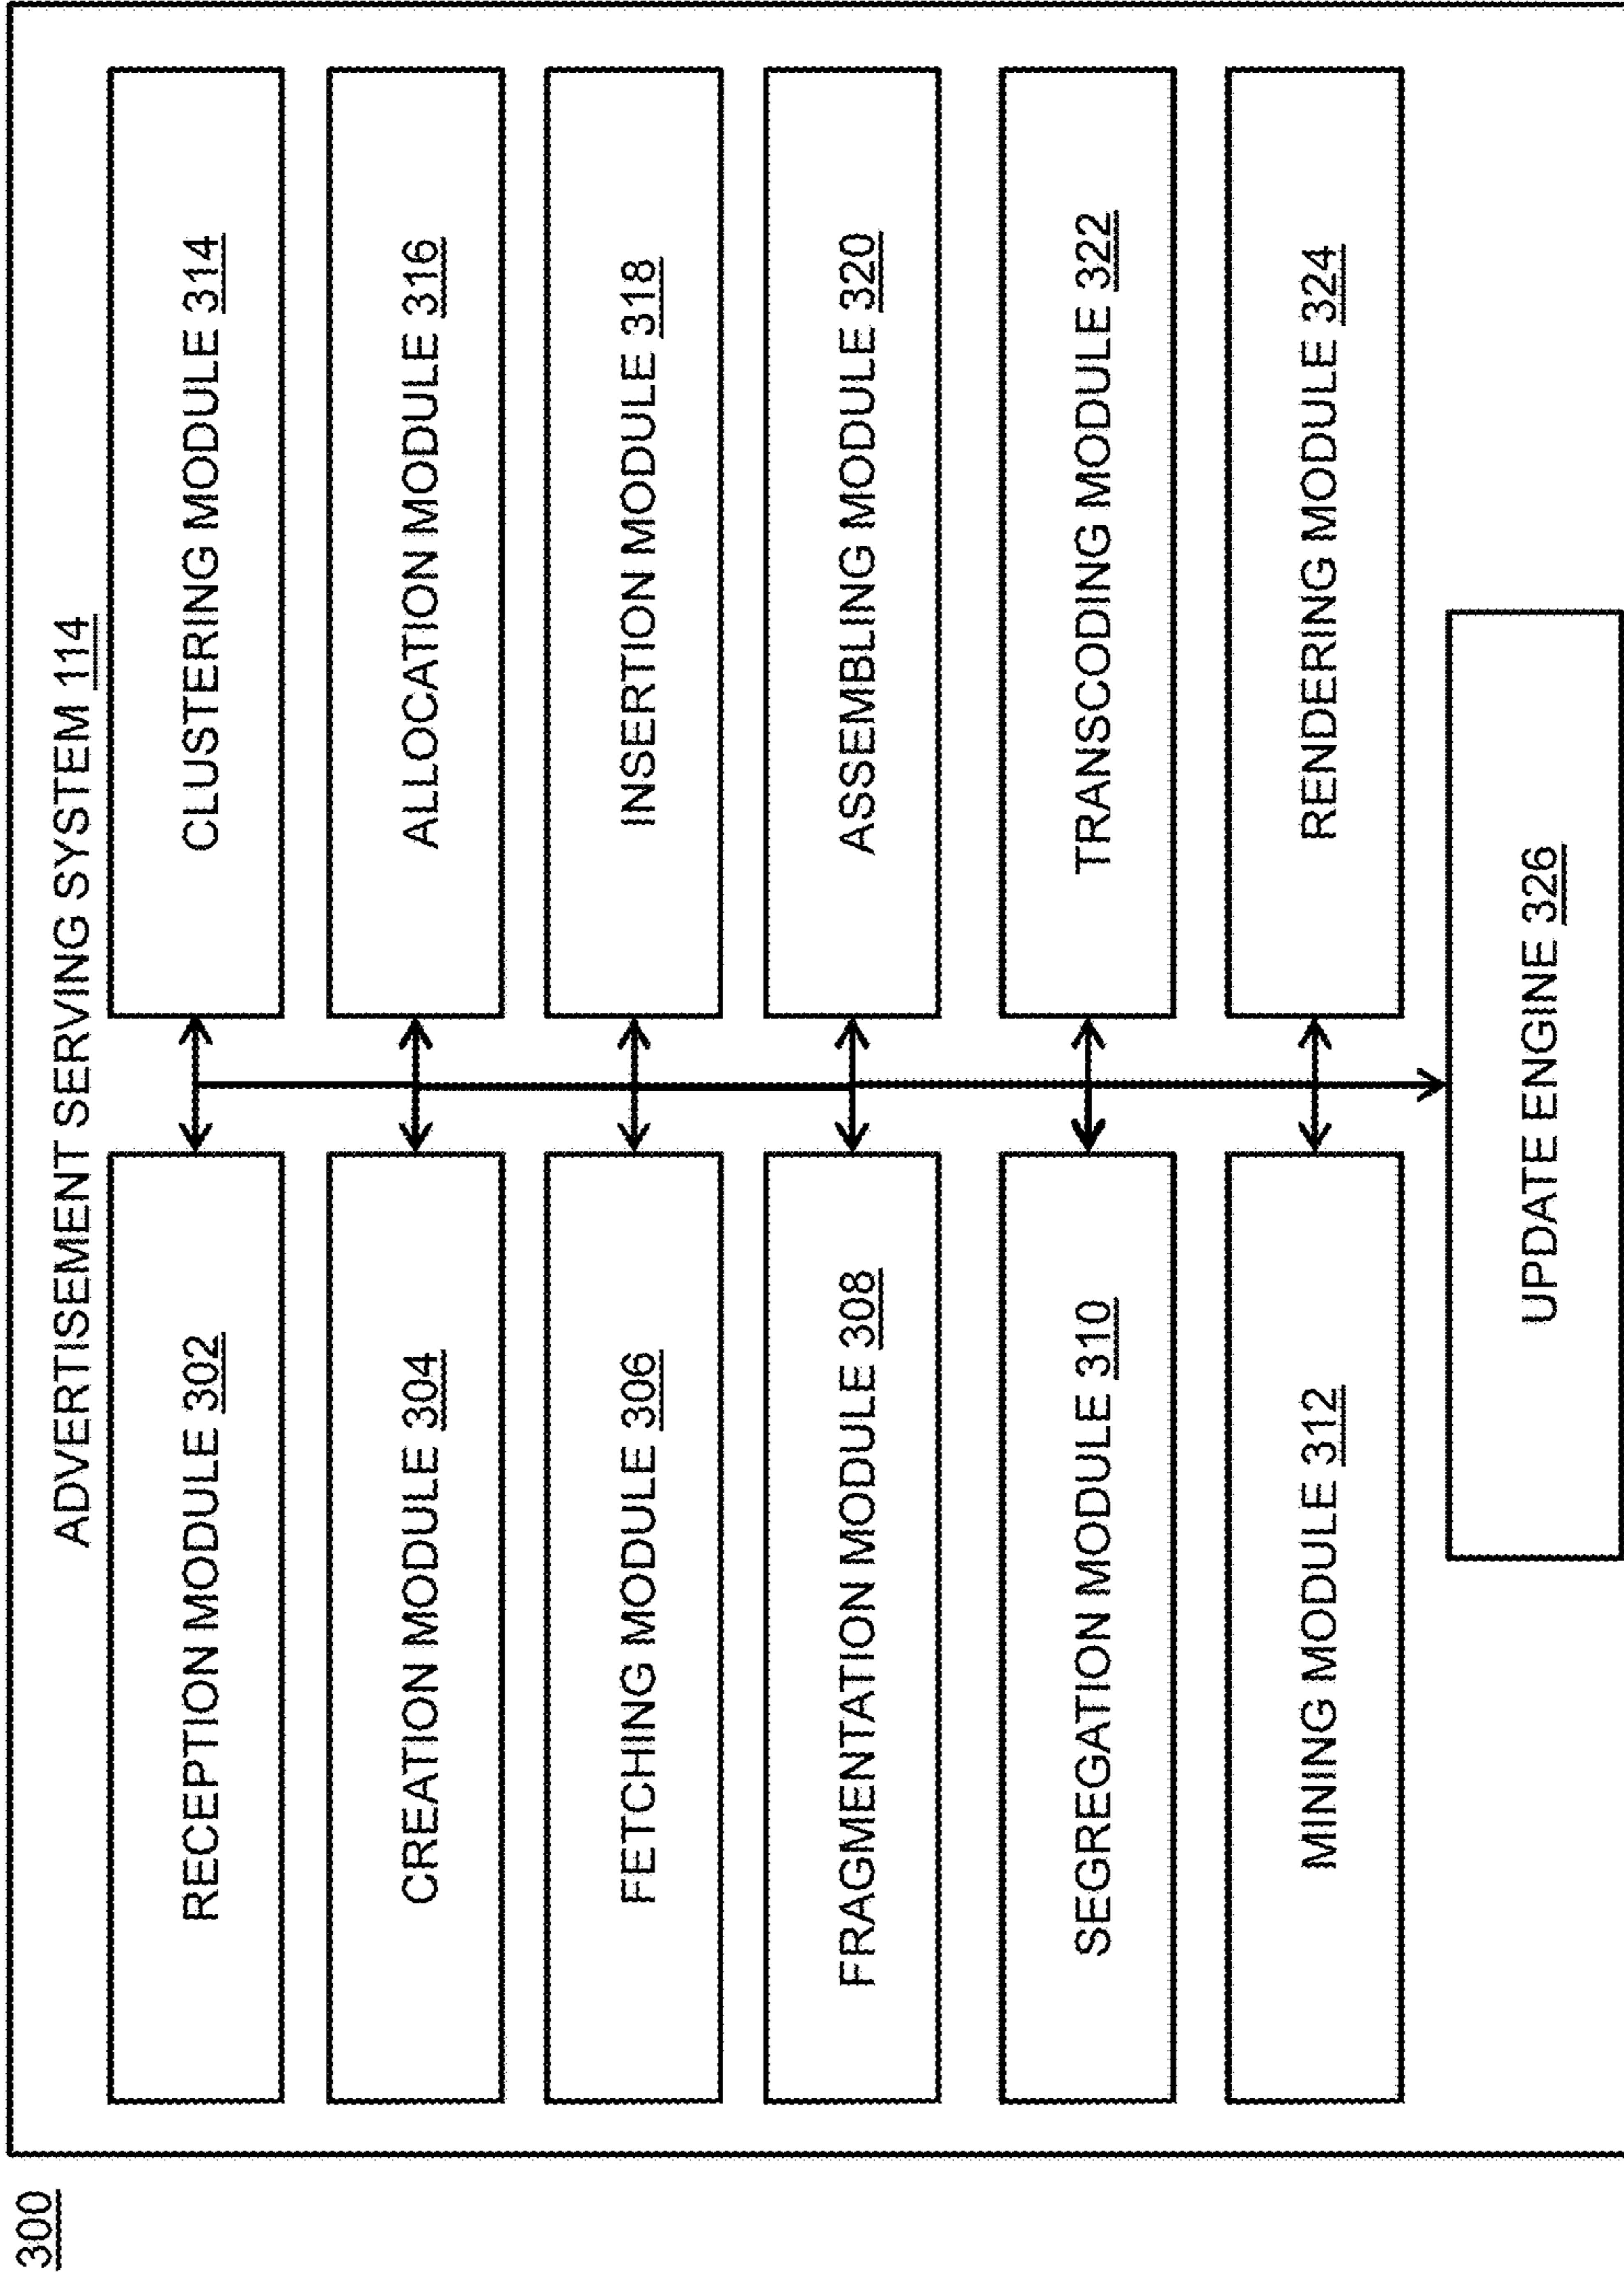 300
ADVERTISEMENT SERVING SYSTEM 114
RECEPTION MODULE 302
CLUSTERING MODULE 314
CREATION MODULE 304
ALLOCATION MODULE 316
FETCHING MODULE 306
INSERTION MODULE 318
FRAGMENTATION MODULE 308
ASSEMBLING MODULE 320
SEGREGATION MODULE 310
TRANSCODING MODULE 322
MINING MODULE 312
RENDERING MODULE 324
UPDATE ENGINE 326